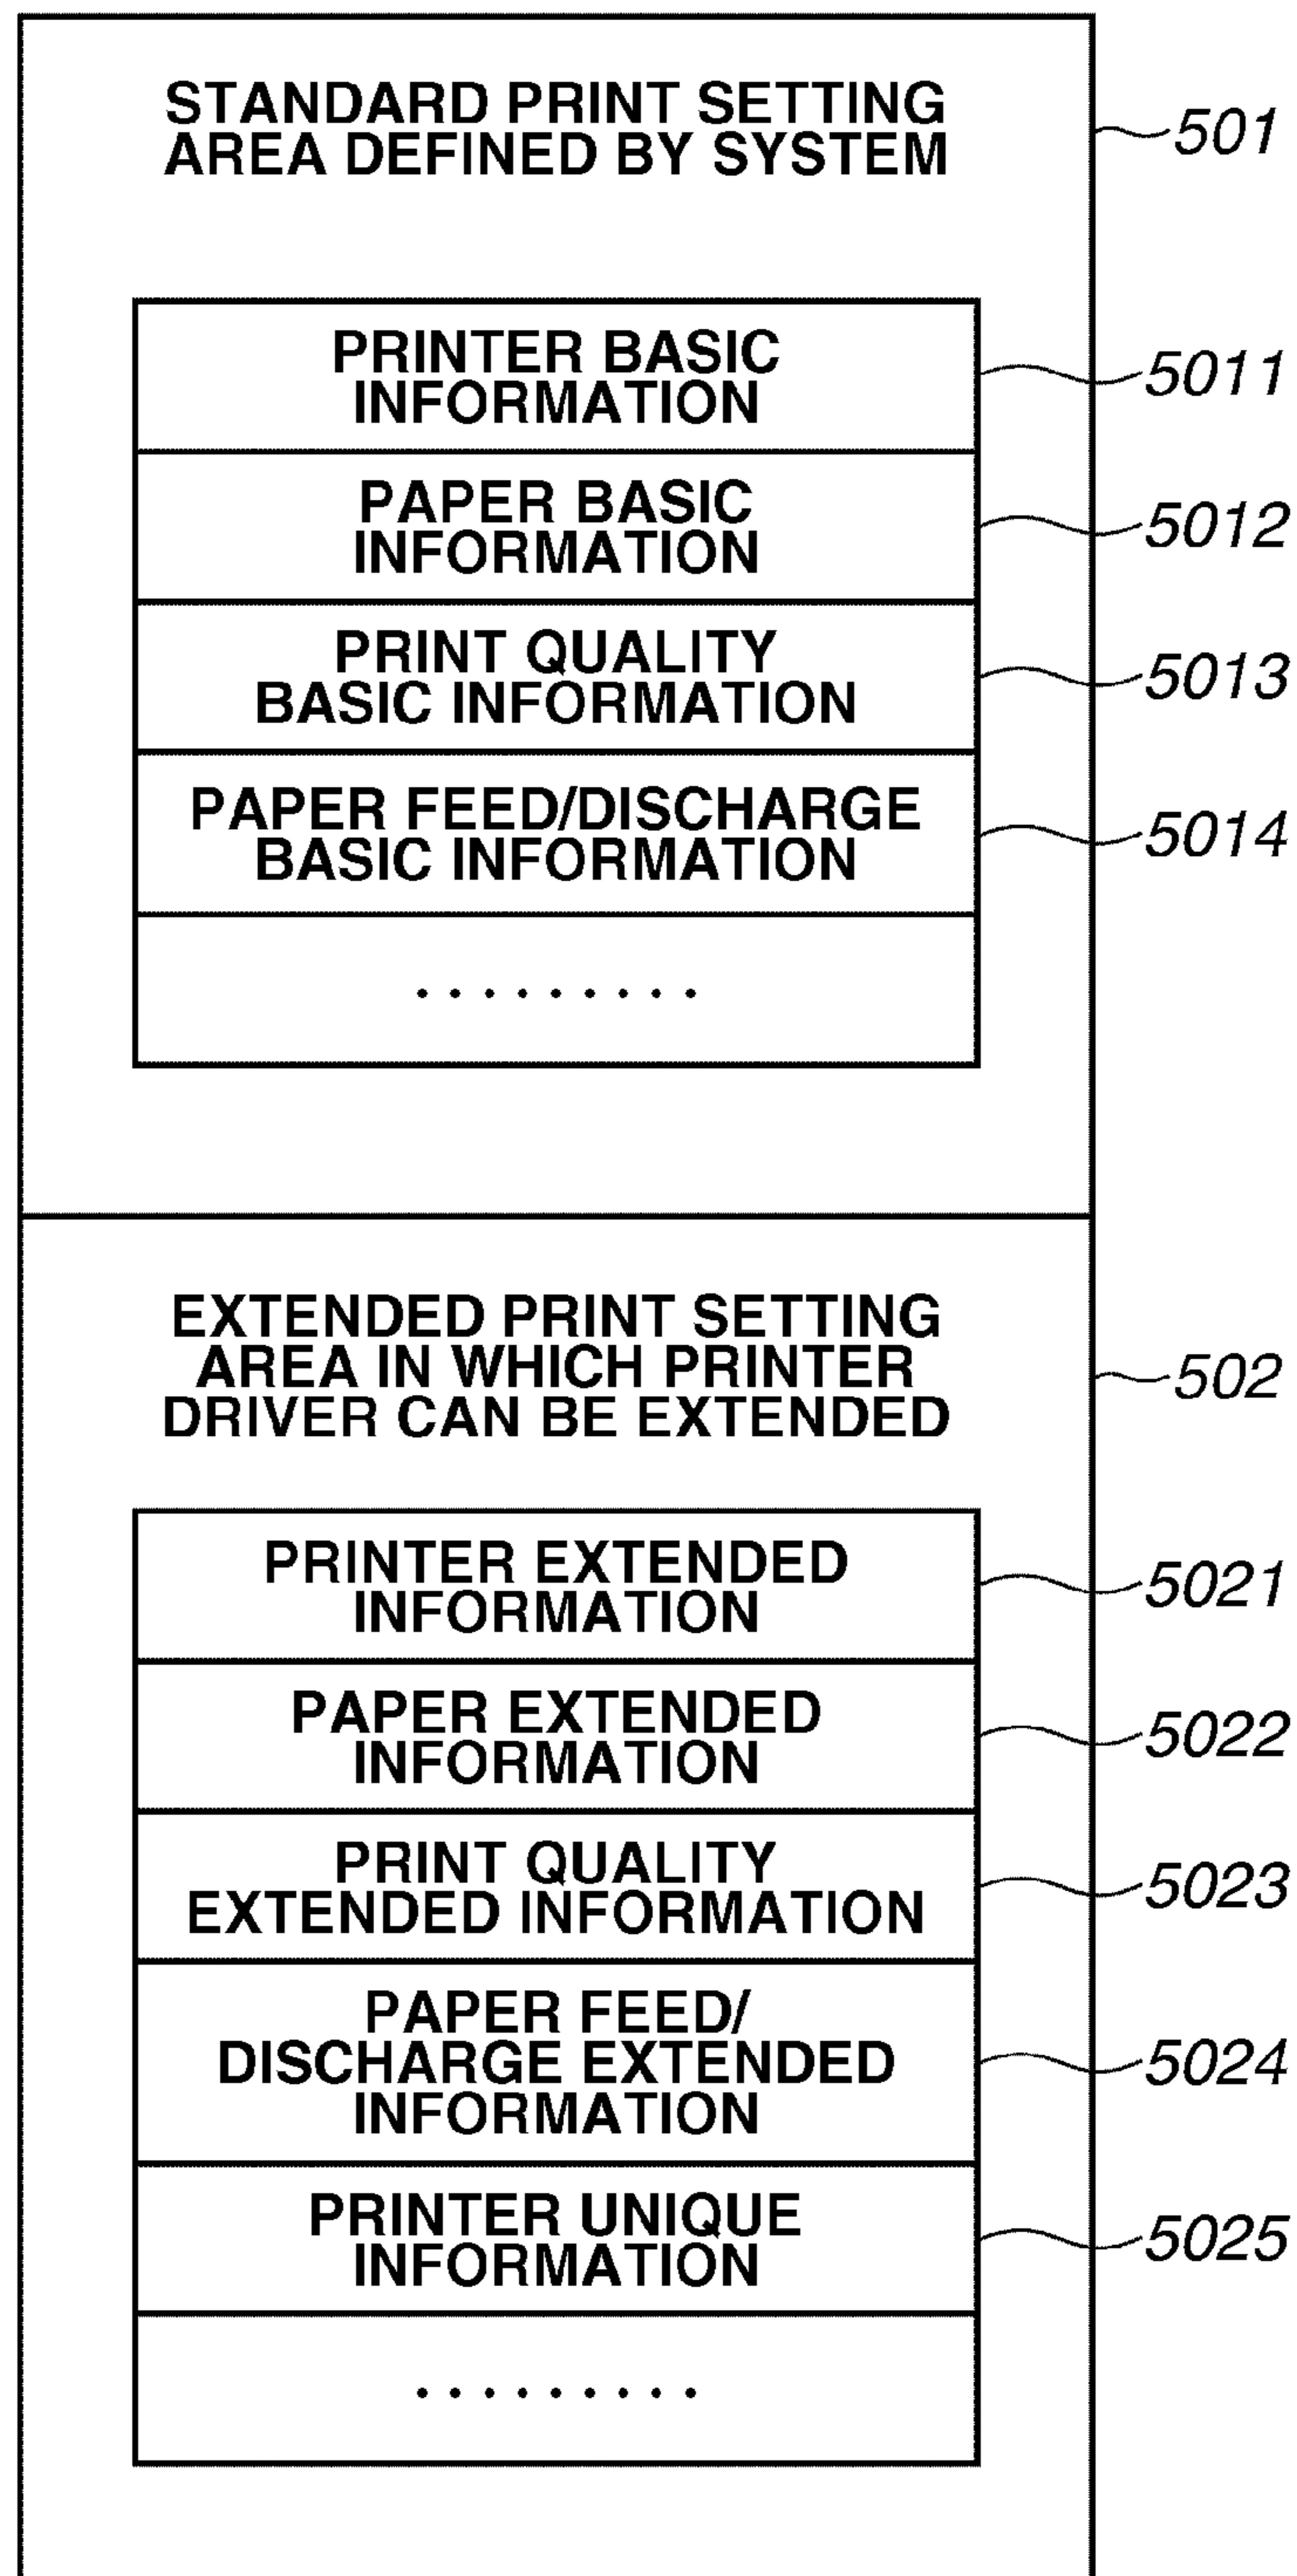 STANDARD PRINT SETTING
AREA DEFINED BY SYSTEM
501
PRINTER BASIC
INFORMATION
5011
PAPER BASIC
INFORMATION
5012
PRINT QUALITY
BASIC INFORMATION
5013
PAPER FEED/DISCHARGE
BASIC INFORMATION
5014
.........
EXTENDED PRINT SETTING
AREA IN WHICH PRINTER
DRIVER CAN BE EXTENDED
502
PRINTER EXTENDED
INFORMATION
5021
PAPER EXTENDED
INFORMATION
5022
PRINT QUALITY
EXTENDED INFORMATION
5023
PAPER FEED/
DISCHARGE EXTENDED
INFORMATION
5024
PRINTER UNIQUE
INFORMATION
5025
.........